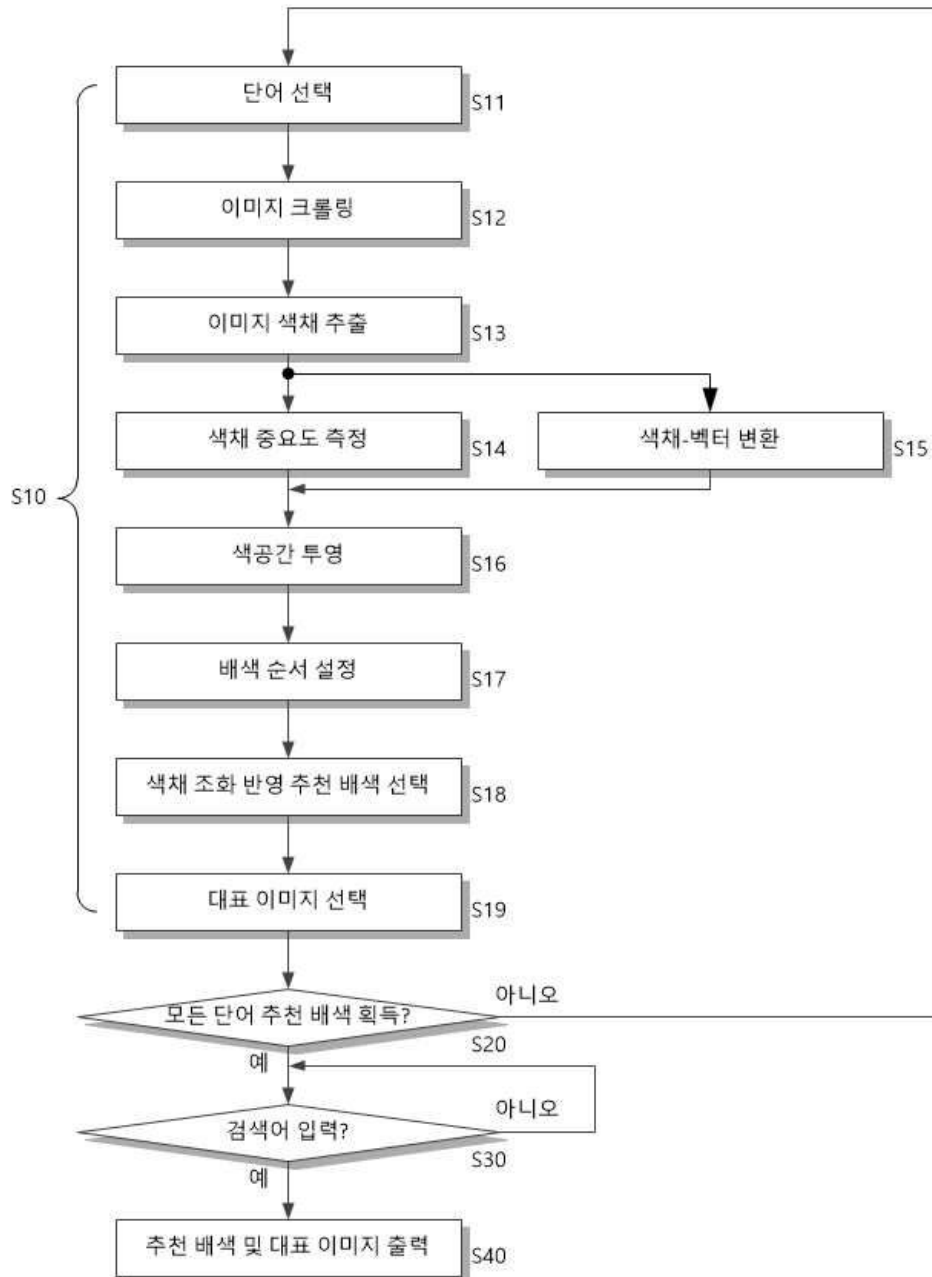 단어 선택
S11
이미지 크롤링
S12
이미지 색채 추출
S13
색채 중요도 측정
S14
색채-벡터 변환
S15
S10
색공간 투영
S16
배색 순서 설정
S17
색채 조화 반영 추천 배색 선택
S18
대표 이미지 선택
S19
모든 단어 추천 배색 획득?
아니오
S20
예
검색어 입력?
아니오
S30
예
추천 배색 및 대표 이미지 출력
S40